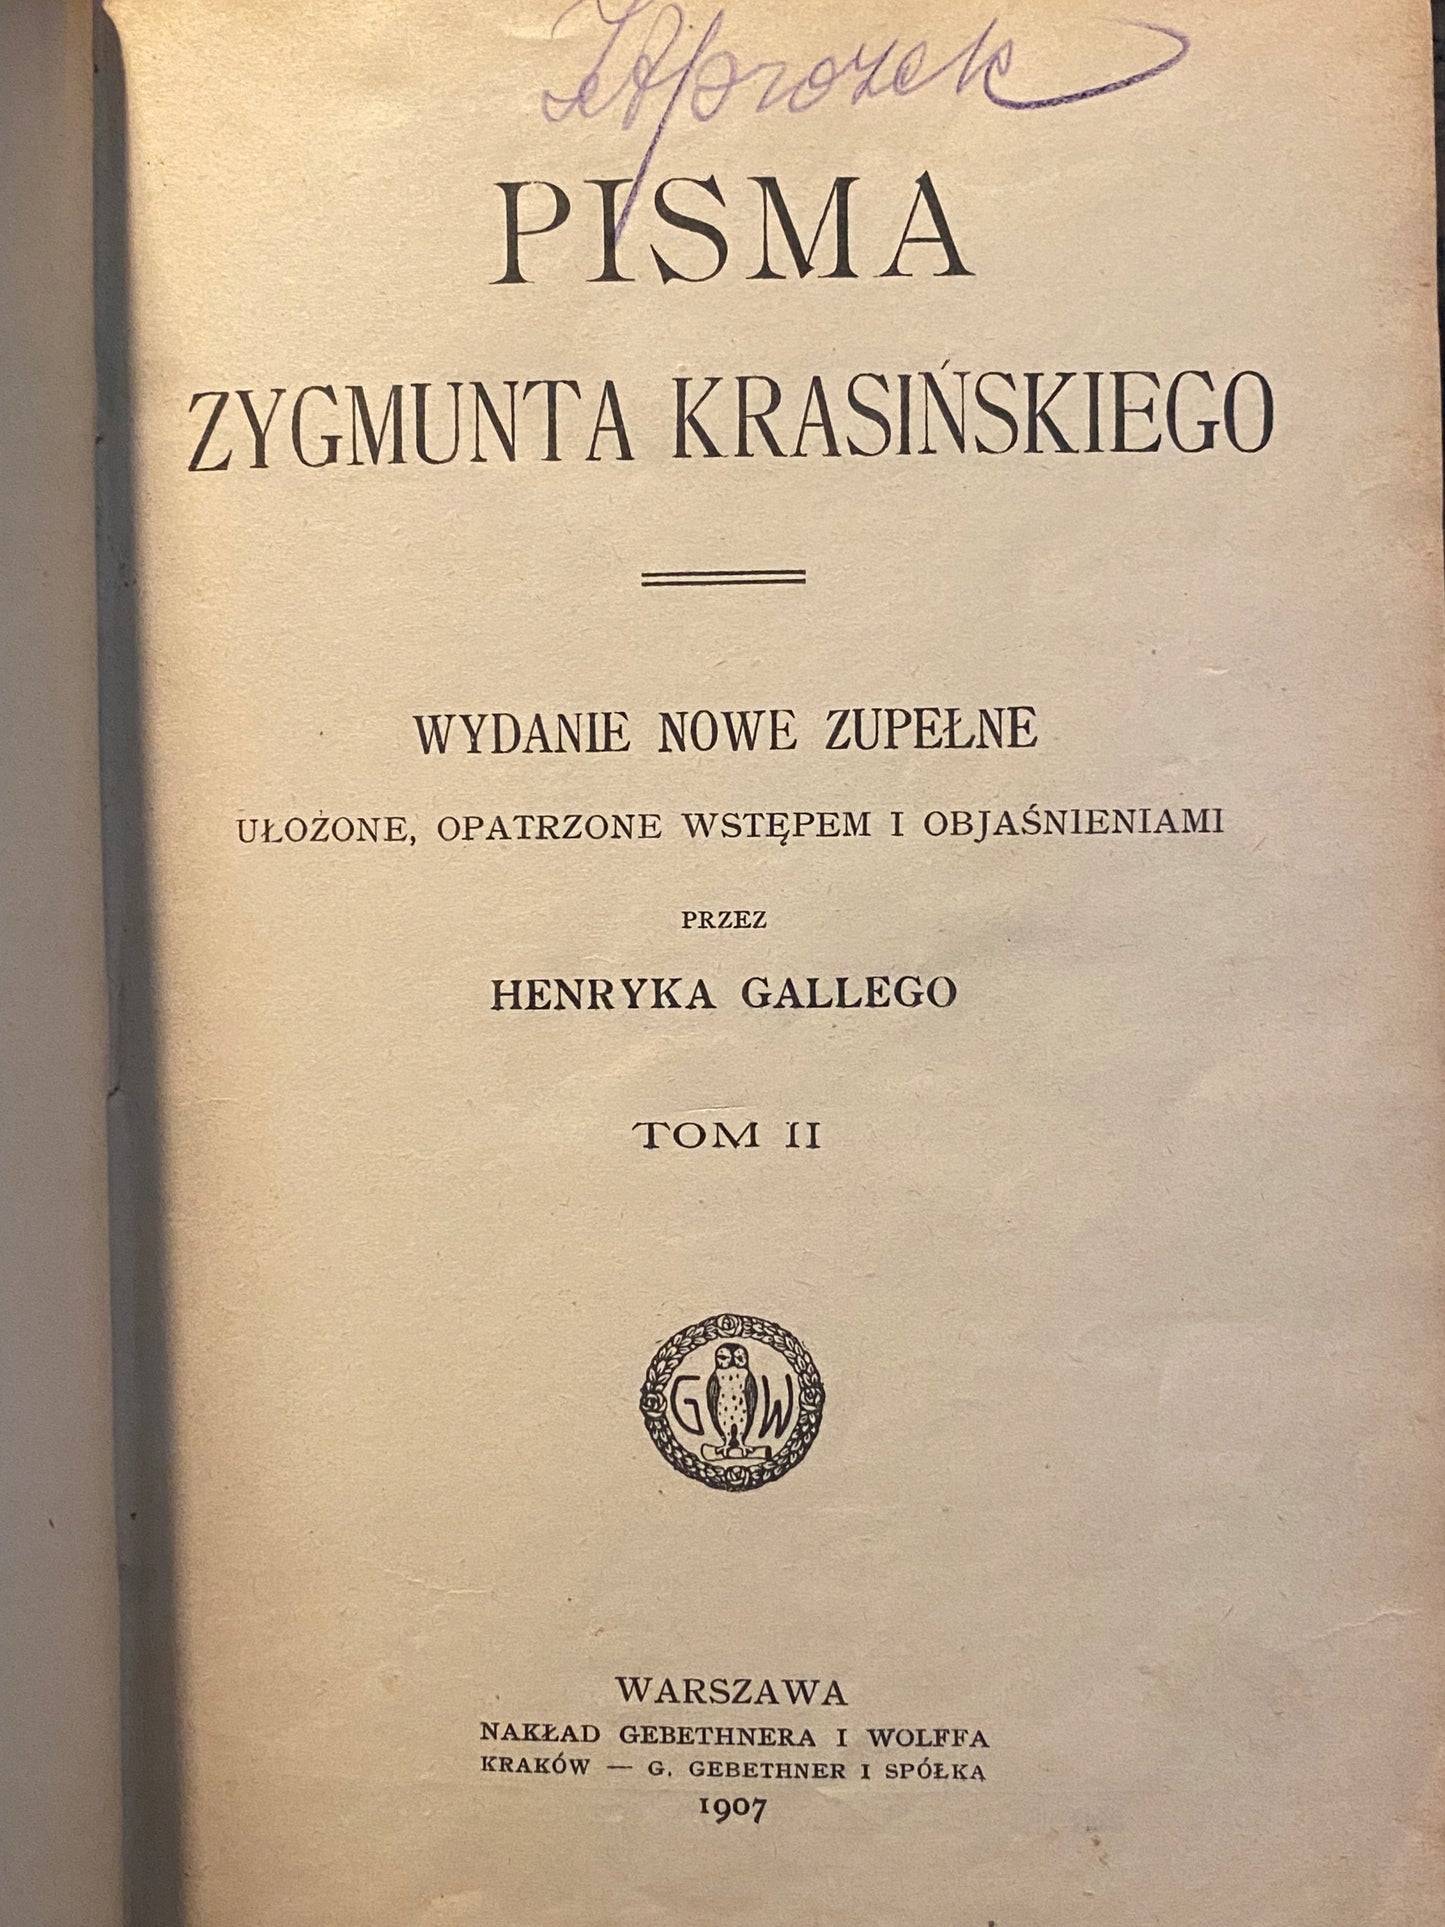 PISMA
ZYGMUNTA KRASIŃSKIEGO
WYDANIE NOWE ZUPEŁNE
UŁOŻONE, OPATRZONE WSTĘPEM I OBJAŚNIENIAMI
PRZEZ
HENRYKA GALLEGO
TOM II
G W
WARSZAWA
NAKŁAD GEBETHNERA I WOLFFA
KRAKÓW — G. GEBETHNER I SPÓŁKA
1907